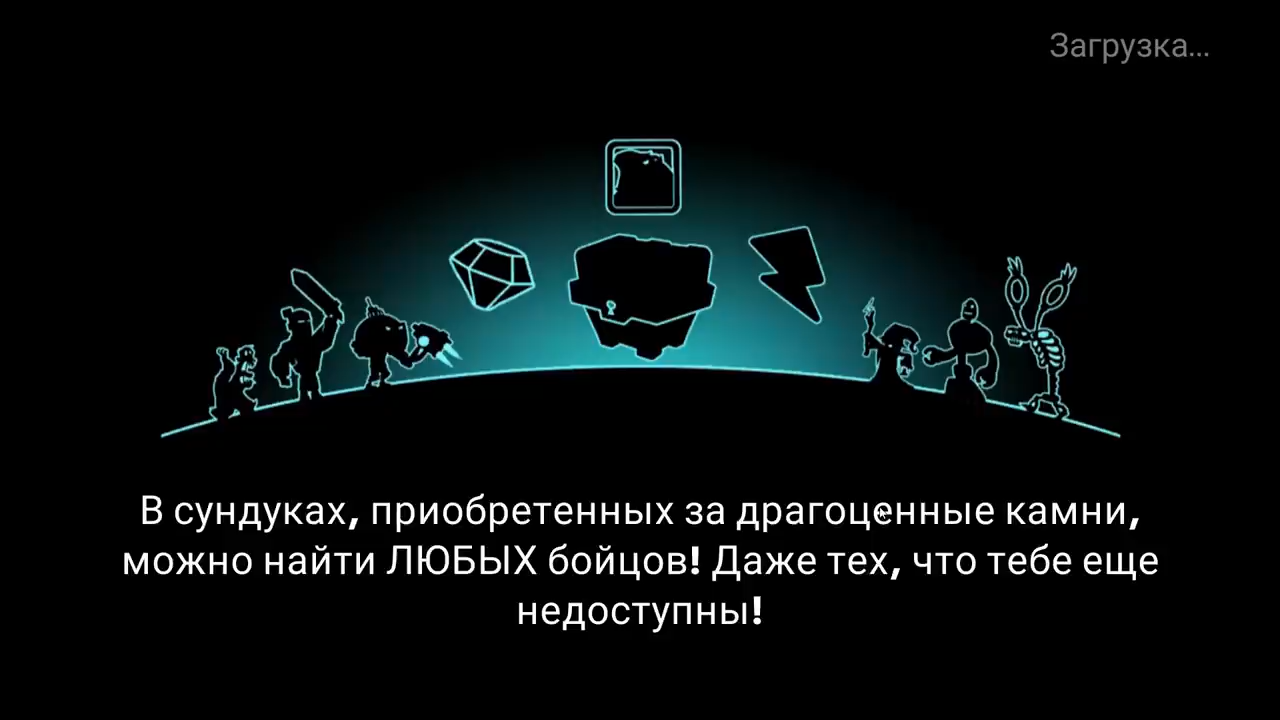 Загрузка...
В сундуках, приобретенных за драгоценные камни,
можно найти ЛЮБЫХ бойцов! Даже тех, что тебе еще
недоступны!